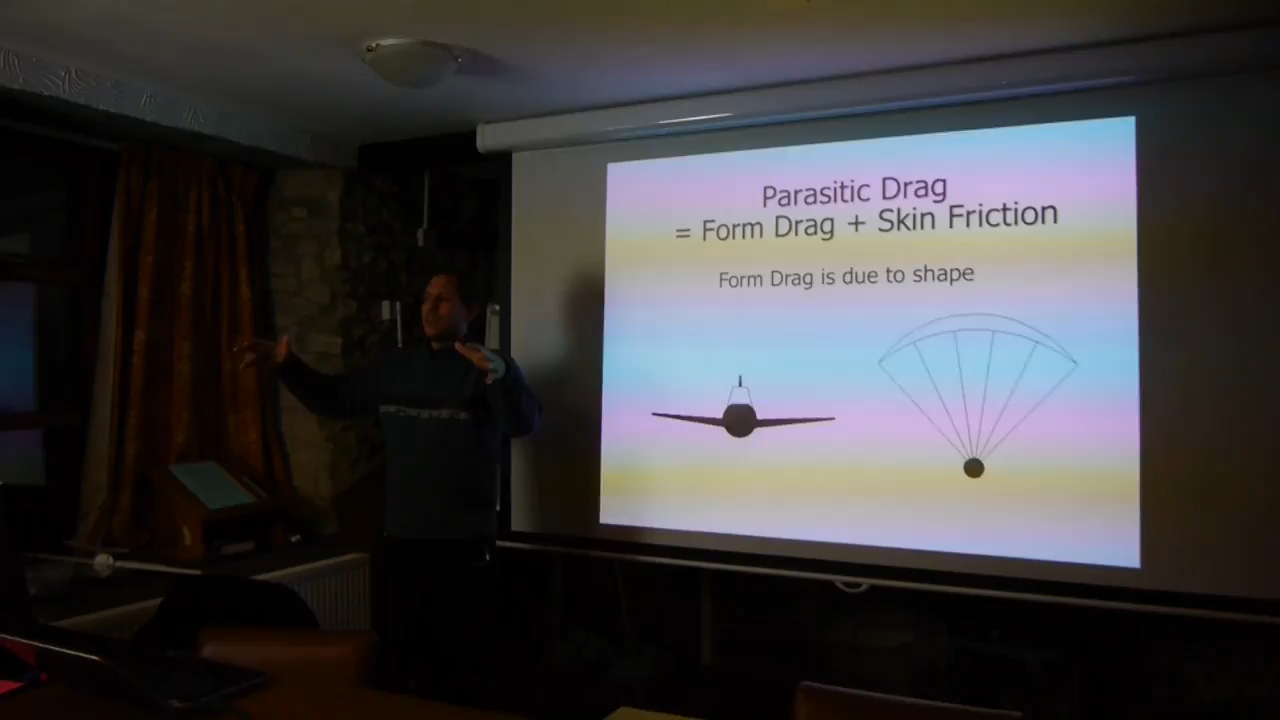 Parasitic Drag
= Form Drag + Skin Friction
Form Drag is due to shape